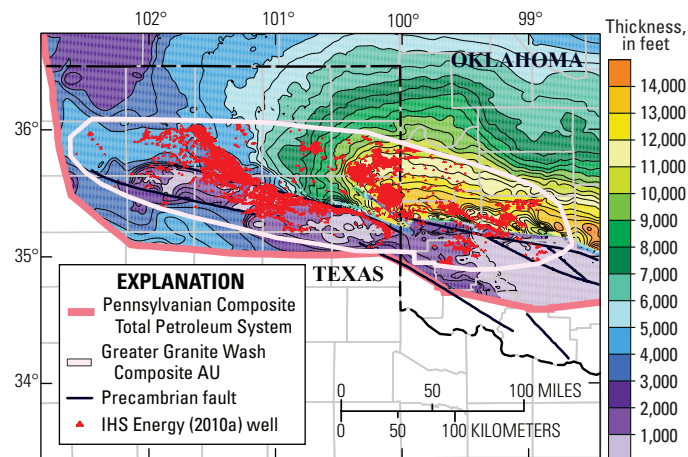 102°
101°
100°
99°
Thickness,
in feet
OKLAHOMA
14,000
13,000
12,000
11,000
10,000
9,000
8,000
7,000
6,000
5,000
4,000
3,000
2,000
1,000
36°
35°
34°
TEXAS
EXPLANATION
Pennsylvanian Composite
Total Petroleum System
Greater Granite Wash
Composite AU
Precambrian fault
IHS Energy (2010a) well
0 50 100 MILES
0 50 100 KILOMETERS